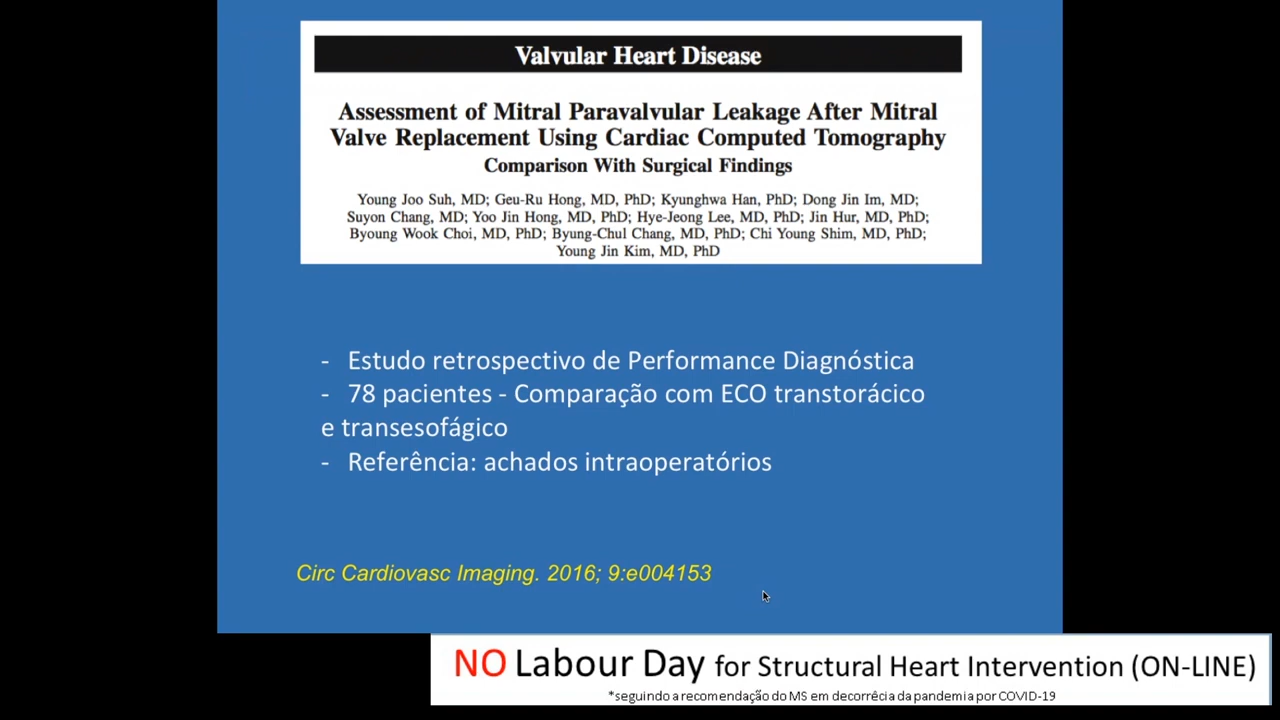 Valvular Heart Disease
Assessment of Mitral Paravalvular Leakage After Mitral
Valve Replacement Using Cardiac Computed Tomography
Comparison With Surgical Findings
Young Joo Suh, MD; Geu-Ru Hong, MD, PhD; Kyunghwa Han, PhD; Dong Jin Im, MD;
Suyon Chang, MD; Yoo Jin Hong, MD, PhD; Hye-Jeong Lee, MD, PhD; Jin Hur, MD, PhD;
Byoung Wook Choi, MD, PhD; Byung-Chul Chang, MD, PhD; Chi Young Shim, MD, PhD;
Young Jin Kim, MD, PhD
- Estudo retrospectivo de Performance Diagnóstica
- 78 pacientes - Comparação com ECO transtorácico
e transesofágico
- Referência: achados intraoperatórios
Circ Cardiovasc Imaging. 2016; 9:e004153
NO Labour Day for Structural Heart Intervention (ON-LINE)
*seguindo a recomendação do MS em decorrêcia da pandemia por COVID-19